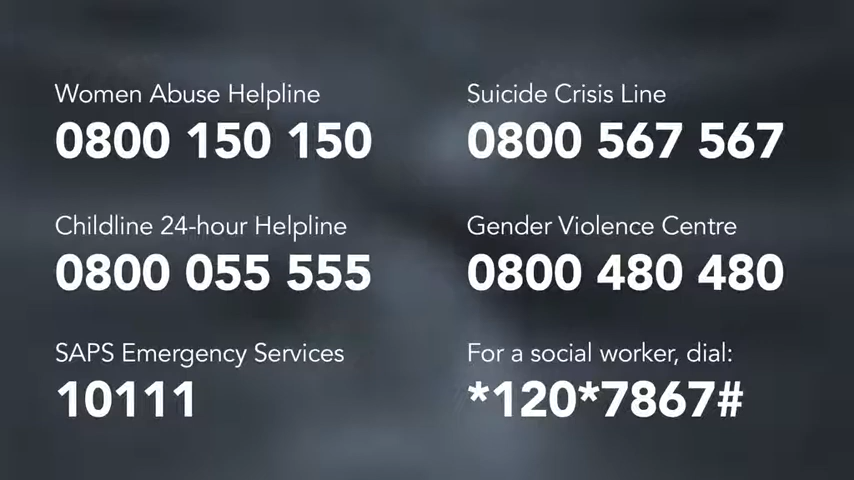 Women Abuse Helpline
0800 150 150
Suicide Crisis Line
0800 567 567
Childline 24-hour Helpline
0800 055 555
Gender Violence Centre
0800 480 480
SAPS Emergency Services
10111
For a social worker, dial:
*120*7867#